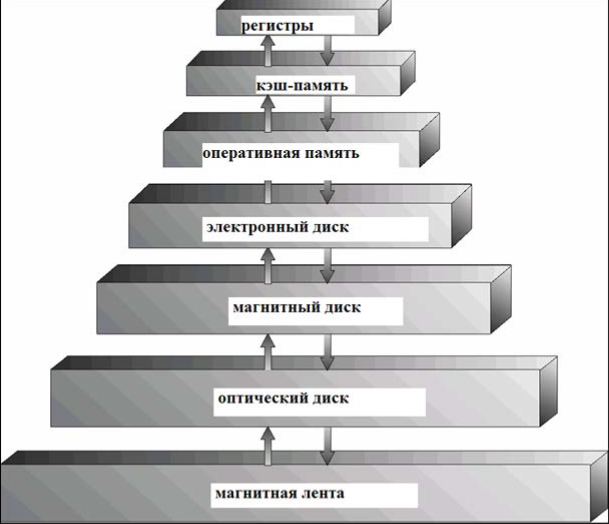 регистры
кэш-память
оперативная память
электронный диск
магнитный диск
оптический диск
магнитная лента